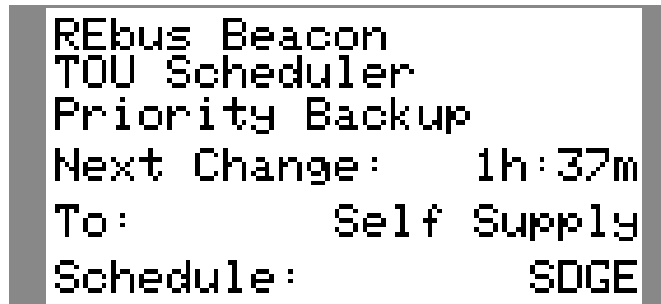 REbus Beacon
TOU Scheduler
Priority Backup
Next Change: 1h:37m
To: Self Supply
Schedule: SDGE